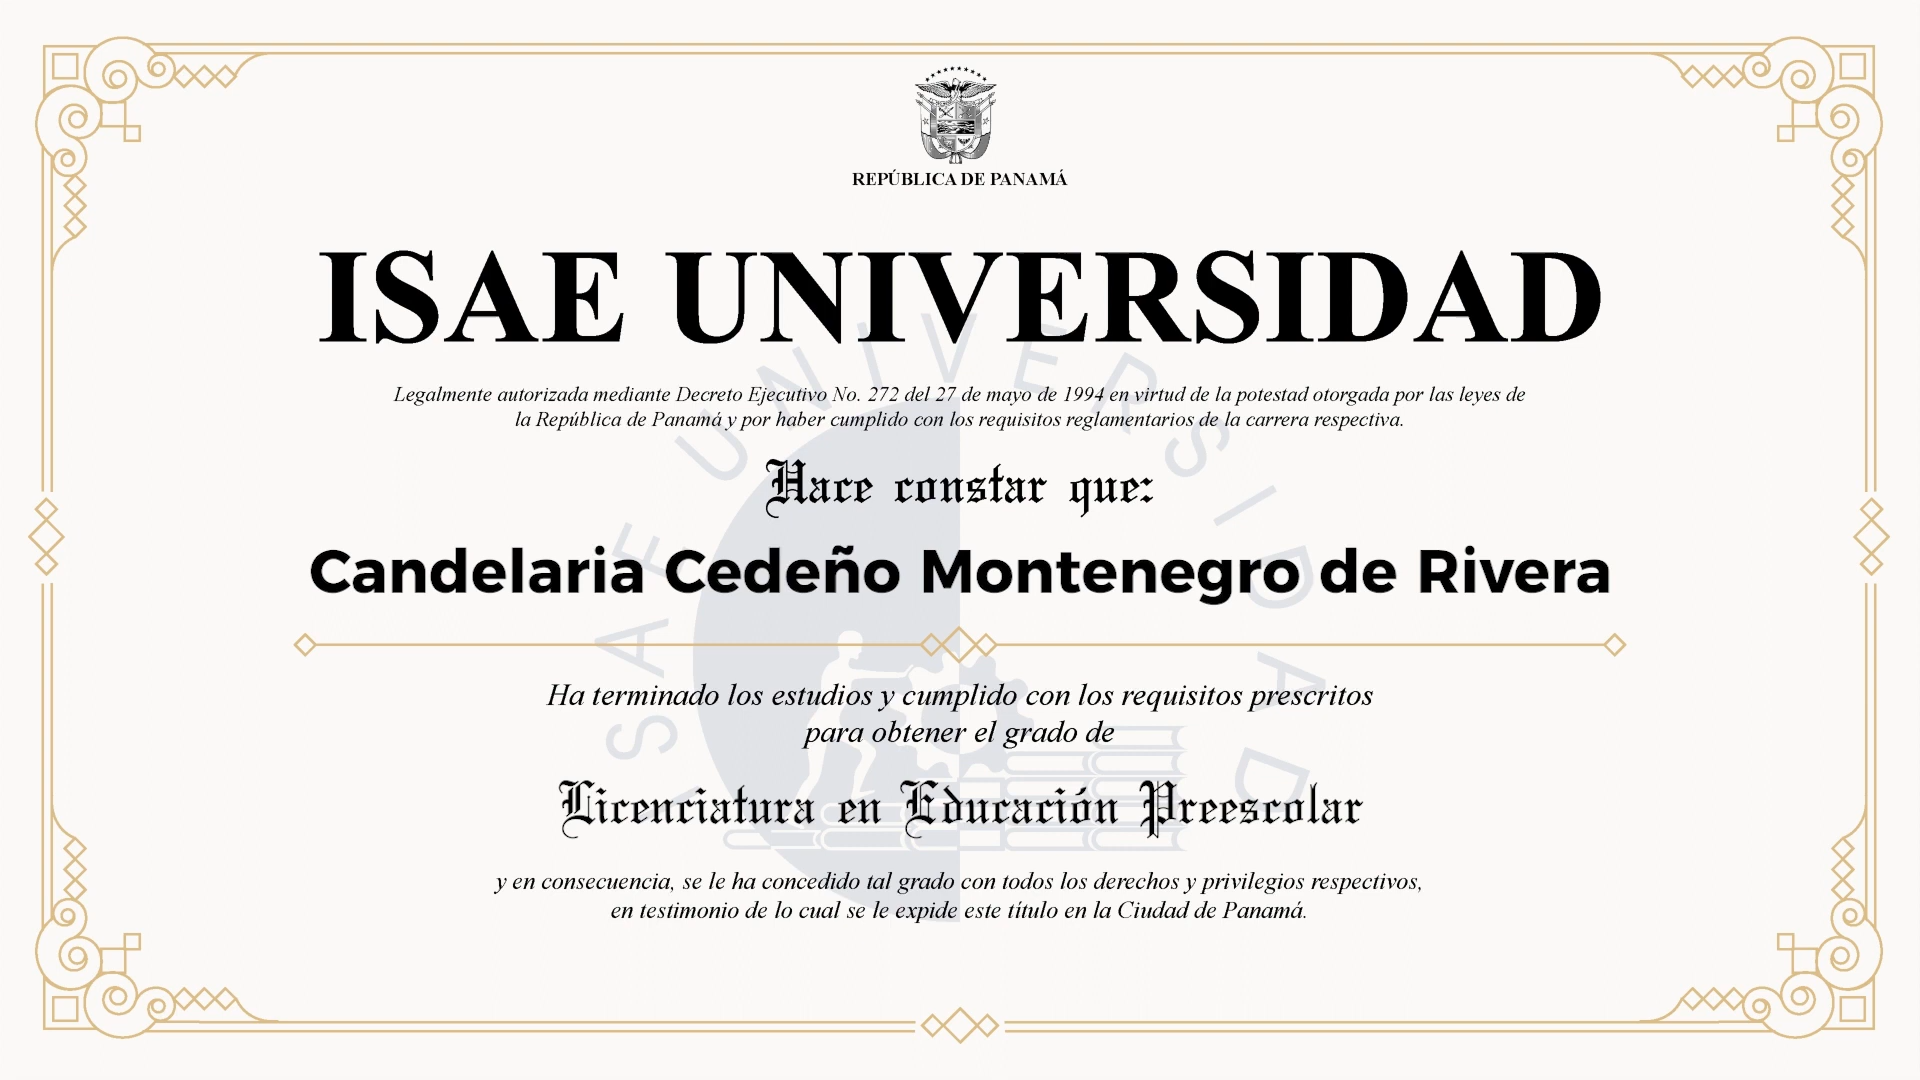 REPÚBLICA DE PANAMÁ
ISAE UNIVERSIDAD
Legalmente autorizada mediante Decreto Ejecutivo No. 272 del 27 de mayo de 1994 en virtud de la potestad otorgada por las leyes de
la República de Panamá y por haber cumplido con los requisitos reglamentarios de la carrera respectiva.
Hace constar que:
Candelaria Cedeño Montenegro de Rivera
ISAE UNIVERSIDAD
Ha terminado los estudios y cumplido con los requisitos prescritos
para obtener el grado de
Licenciatura en Educación Preescolar
y en consecuencia, se le ha concedido tal grado con todos los derechos y privilegios respectivos,
en testimonio de lo cual se le expide este título en la Ciudad de Panamá.